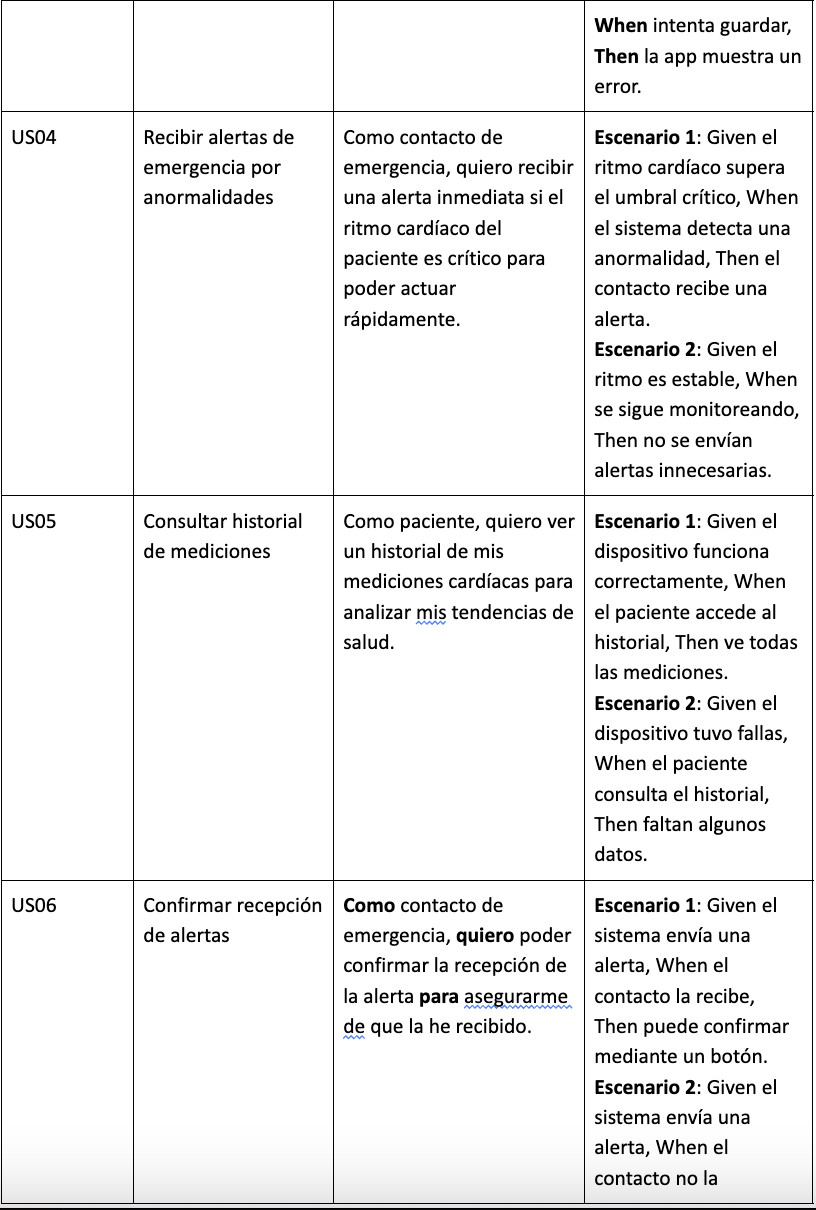 When intenta guardar,
Then la app muestra un
error.
US04
Recibir alertas de
emergencia por
anormalidades
Como contacto de
emergencia, quiero recibir
una alerta inmediata si el
ritmo cardíaco del
paciente es crítico para
poder actuar
rápidamente.
Escenario 1: Given el
ritmo cardíaco supera
el umbral crítico, When
el sistema detecta una
anormalidad, Then el
contacto recibe una
alerta.
Escenario 2: Given el
ritmo es estable, When
se sigue monitoreando,
Then no se envían
alertas innecesarias.
US05
Consultar historial
de mediciones
Como paciente, quiero ver
un historial de mis
mediciones cardíacas para
analizar mis tendencias de
salud.
Escenario 1: Given el
dispositivo funciona
correctamente, When
el paciente accede al
historial, Then ve todas
las mediciones.
Escenario 2: Given el
dispositivo tuvo fallas,
When el paciente
consulta el historial,
Then faltan algunos
datos.
US06
Confirmar recepción
de alertas
Como contacto de
emergencia, quiero poder
confirmar la recepción de
la alerta para asegurarme
de que la he recibido.
Escenario 1: Given el
sistema envía una
alerta, When el
contacto la recibe,
Then puede confirmar
mediante un botón.
Escenario 2: Given el
sistema envía una
alerta, When el
contacto no la